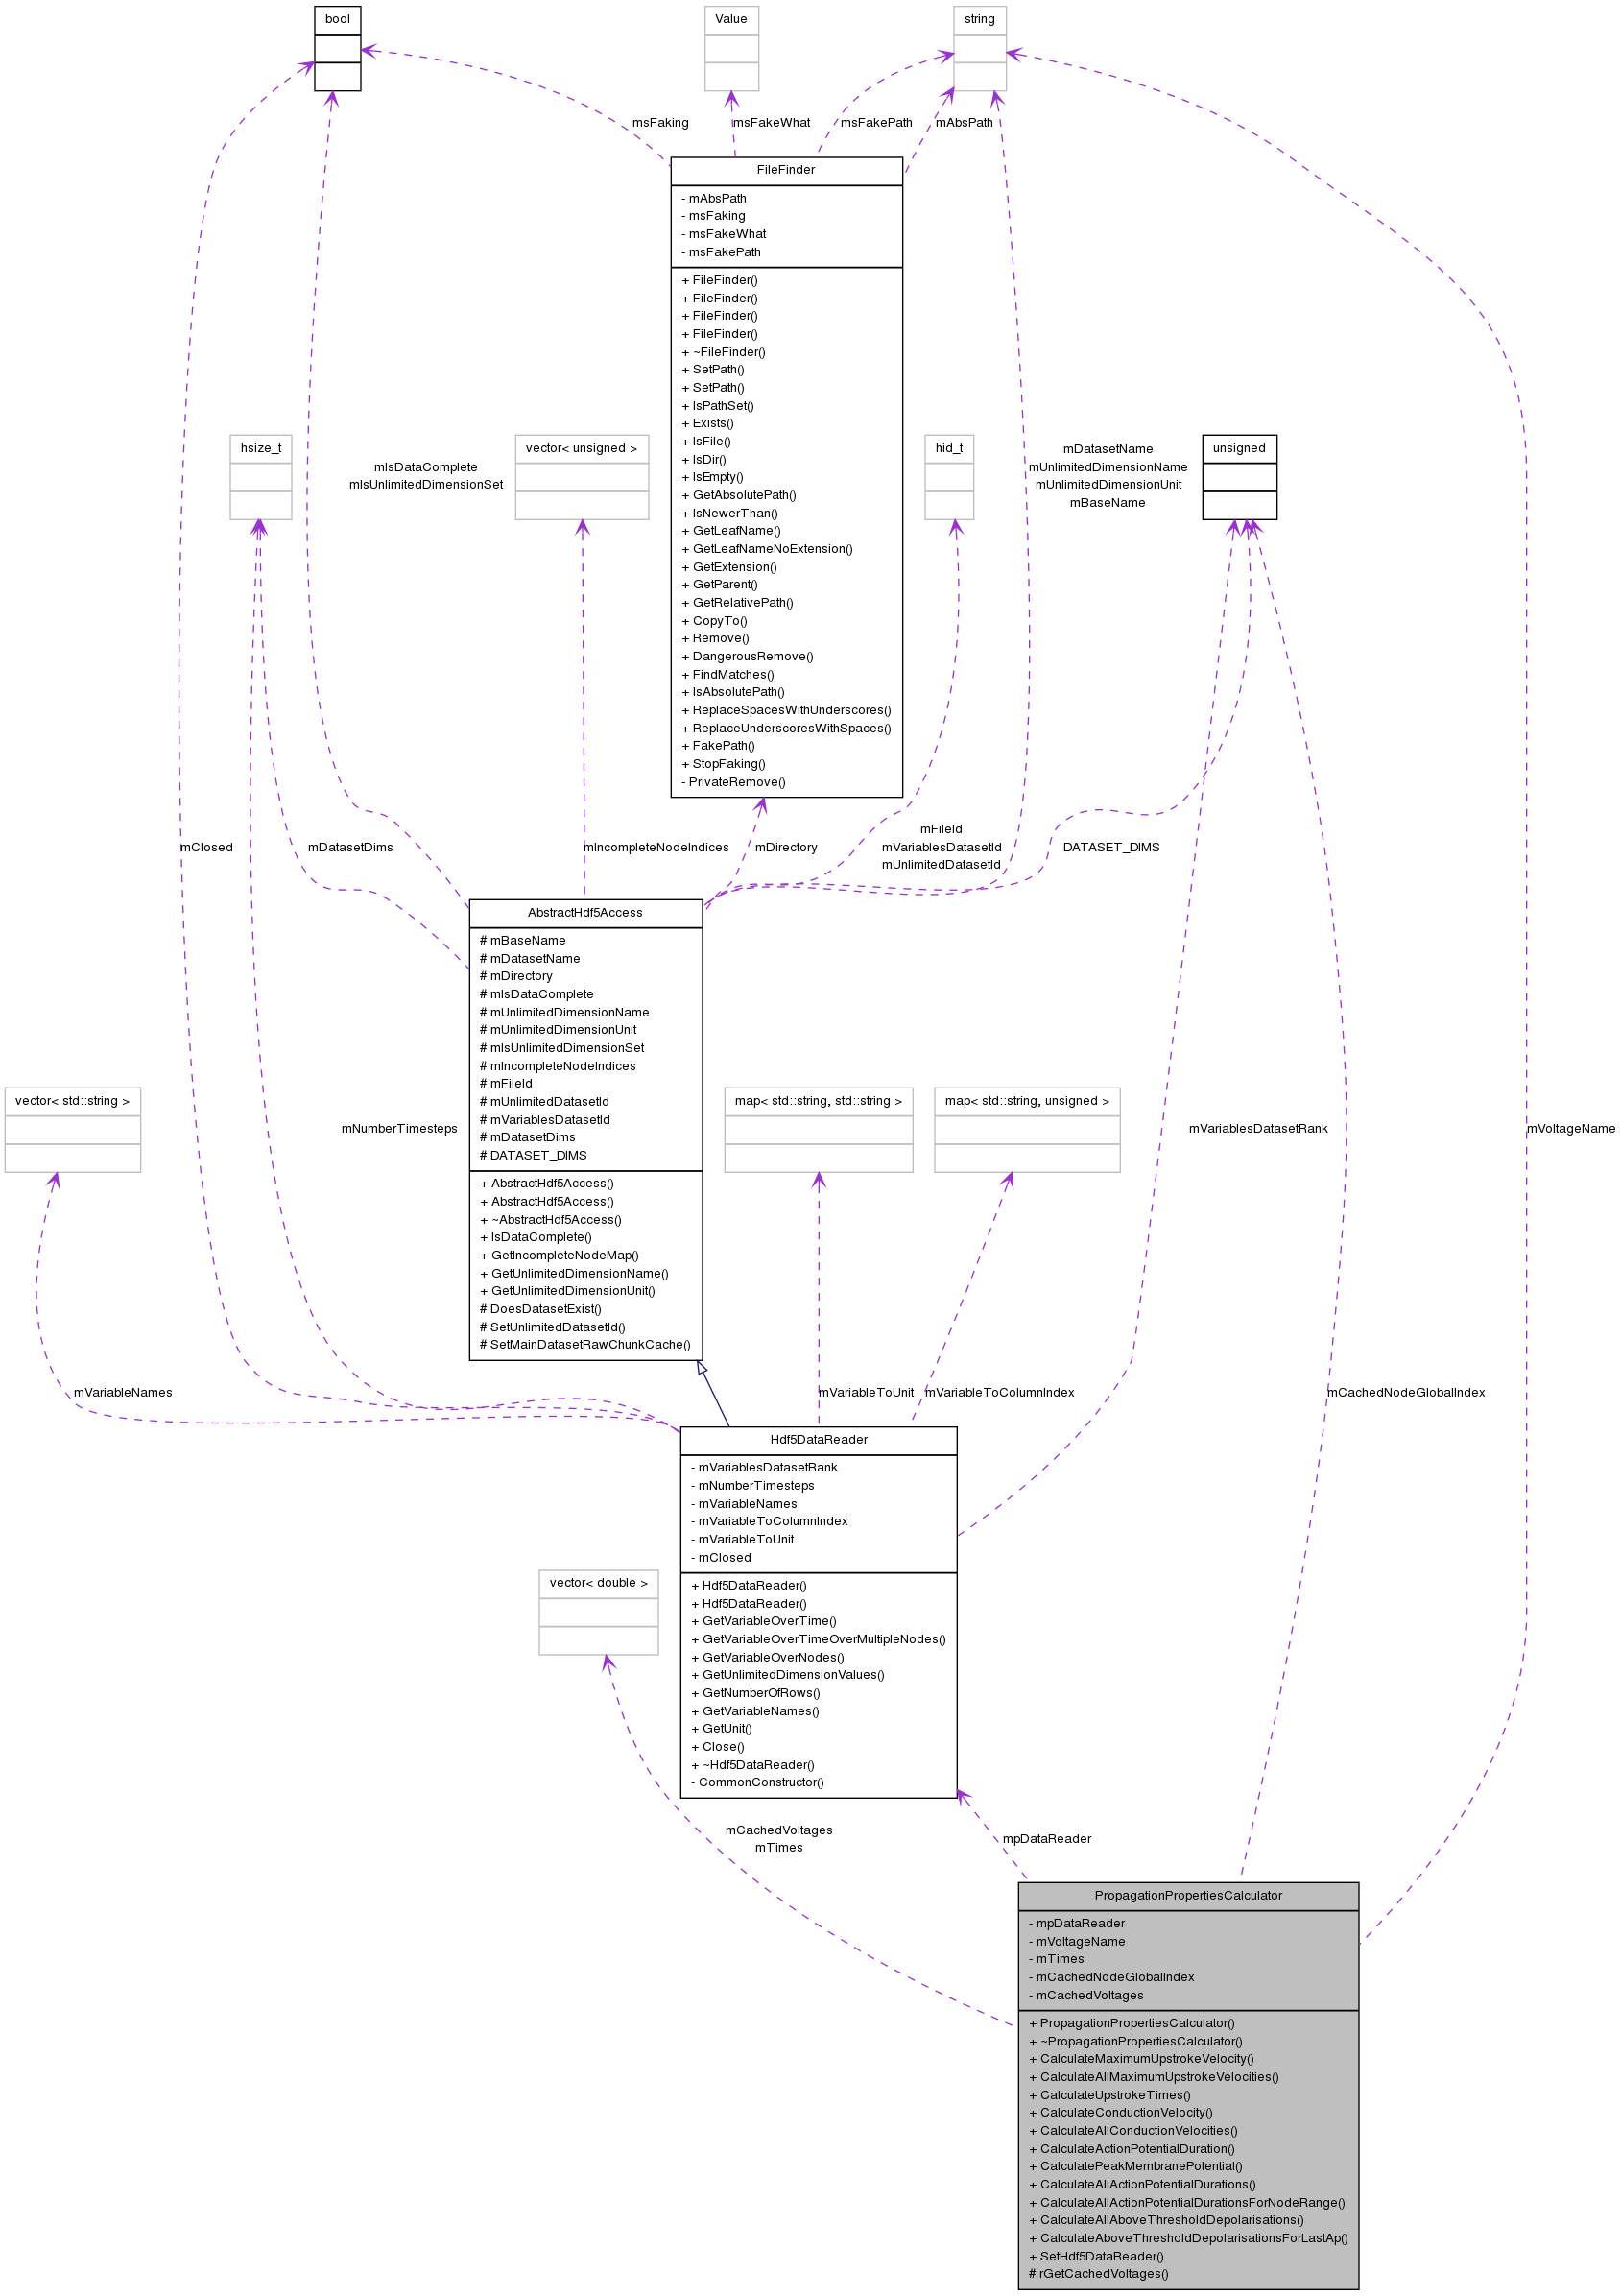 bool
Value
string
msFaking
msFakeWhat
msFakePath
mAbsPath
FileFinder
- mAbsPath
- msFaking
- msFakeWhat
- msFakePath
+ FileFinder()
+ FileFinder()
+ FileFinder()
+ FileFinder()
+ ~FileFinder()
+ SetPath()
+ SetPath()
+ IsPathSet()
+ Exists()
+ IsFile()
+ IsDir()
+ IsEmpty()
+ GetAbsolutePath()
+ IsNewerThan()
+ GetLeafName()
+ GetLeafNameNoExtension()
+ GetExtension()
+ GetParent()
+ GetRelativePath()
+ CopyTo()
+ Remove()
+ DangerousRemove()
+ FindMatches()
+ IsAbsolutePath()
+ ReplaceSpacesWithUnderscores()
+ ReplaceUnderscoresWithSpaces()
+ FakePath()
+ StopFaking()
- PrivateRemove()
hsize_t
mIsDataComplete
mIsUnlimitedDimensionSet
vector< unsigned >
hid_t
mDatasetName
mUnlimitedDimensionName
mUnlimitedDimensionUnit
mBaseName
unsigned
mClosed
mDatasetDims
mIncompleteNodeIndices
mDirectory
mFileId
mVariablesDatasetId
mUnlimitedDatasetId
DATASET_DIMS
AbstractHdf5Access
# mBaseName
# mDatasetName
# mDirectory
# mIsDataComplete
# mUnlimitedDimensionName
# mUnlimitedDimensionUnit
# mIsUnlimitedDimensionSet
# mIncompleteNodeIndices
# mFileId
# mUnlimitedDatasetId
# mVariablesDatasetId
# mDatasetDims
# DATASET_DIMS
+ AbstractHdf5Access()
+ AbstractHdf5Access()
+ ~AbstractHdf5Access()
+ IsDataComplete()
+ GetIncompleteNodeMap()
+ GetUnlimitedDimensionName()
+ GetUnlimitedDimensionUnit()
# DoesDatasetExist()
# SetUnlimitedDatasetId()
# SetMainDatasetRawChunkCache()
vector< std::string >
mNumberTimesteps
map< std::string, std::string >
map< std::string, unsigned >
mVariablesDatasetRank
mVoltageName
mVariableNames
mVariableToUnit
mVariableToColumnIndex
mCachedNodeGlobalIndex
Hdf5DataReader
- mVariablesDatasetRank
- mNumberTimesteps
- mVariableNames
- mVariableToColumnIndex
- mVariableToUnit
- mClosed
+ Hdf5DataReader()
+ Hdf5DataReader()
+ GetVariableOverTime()
+ GetVariableOverTimeOverMultipleNodes()
+ GetVariableOverNodes()
+ GetUnlimitedDimensionValues()
+ GetNumberOfRows()
+ GetVariableNames()
+ GetUnit()
+ Close()
+ ~Hdf5DataReader()
- CommonConstructor()
vector< double >
mCachedVoltages
mTimes
mpDataReader
PropagationPropertiesCalculator
- mpDataReader
- mVoltageName
- mTimes
- mCachedNodeGlobalIndex
- mCachedVoltages
+ PropagationPropertiesCalculator()
+ ~PropagationPropertiesCalculator()
+ CalculateMaximumUpstrokeVelocity()
+ CalculateAllMaximumUpstrokeVelocities()
+ CalculateUpstrokeTimes()
+ CalculateConductionVelocity()
+ CalculateAllConductionVelocities()
+ CalculateActionPotentialDuration()
+ CalculatePeakMembranePotential()
+ CalculateAllActionPotentialDurations()
+ CalculateAllActionPotentialDurationsForNodeRange()
+ CalculateAllAboveThresholdDepolarisations()
+ CalculateAboveThresholdDepolarisationsForLastAp()
+ SetHdf5DataReader()
# rGetCachedVoltages()